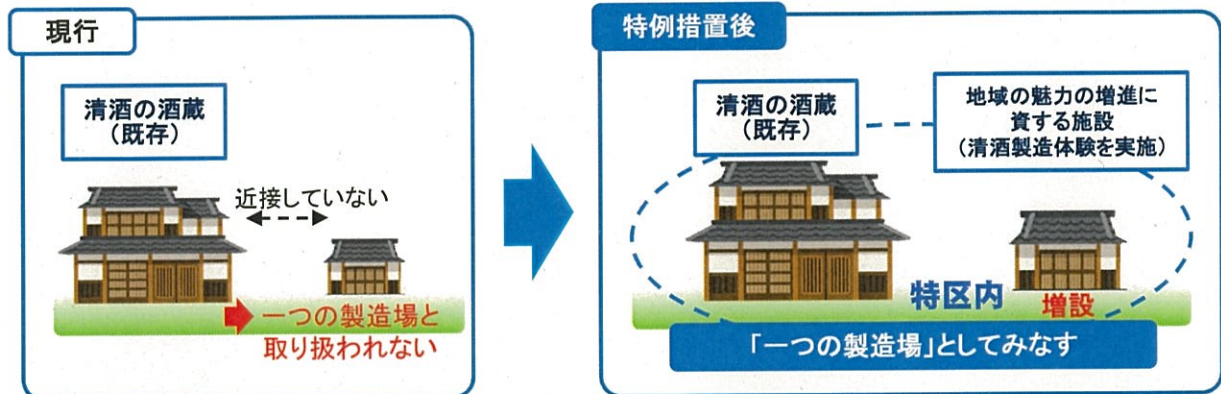 現行
清酒の酒蔵
（既存）
近接していない
一つの製造場と
取り扱われない
特例措置後
清酒の酒蔵
（既存）
地域の魅力の増進に
資する施設
（清酒製造体験を実施）
特区内
増設
「一つの製造場」としてみなす